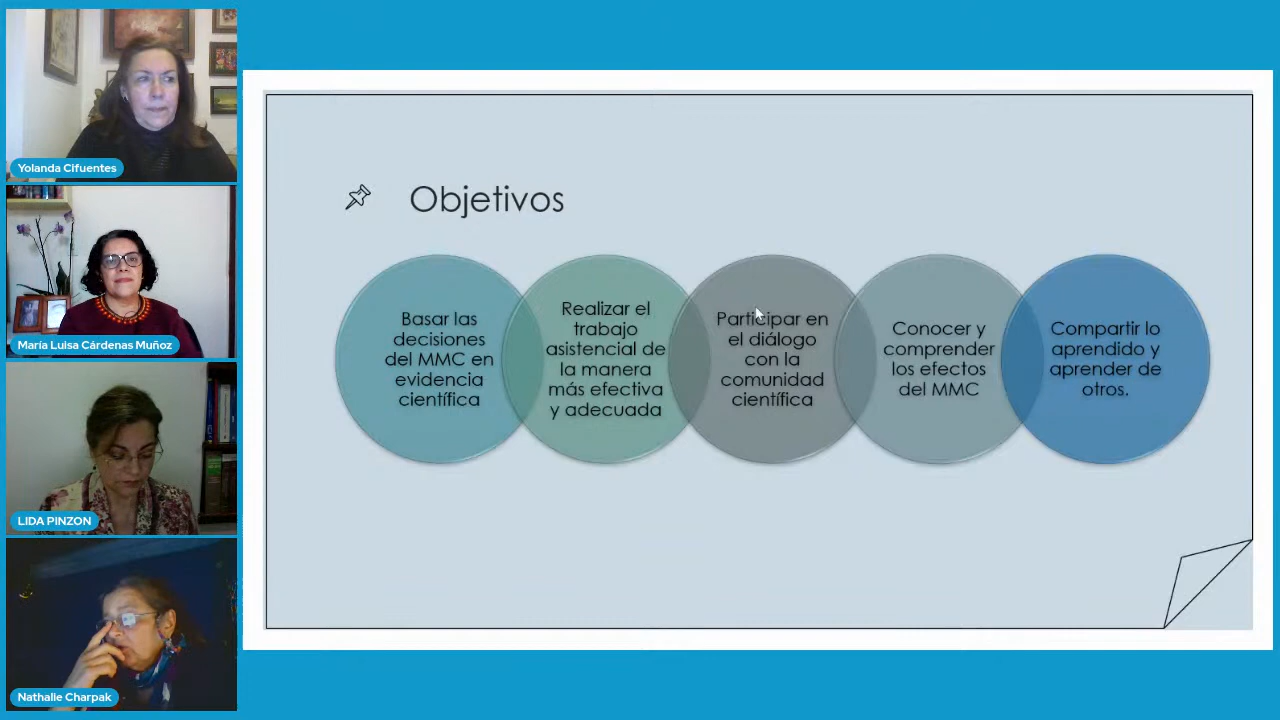 Yolanda Cifuentes
María Luisa Cárdenas Muñoz
LIDA PINZON
Nathalie Charpak
Objetivos
Basar las
decisiones
del MMC en
evidencia
científica
Realizar el
trabajo
asistencial de
la manera
más efectiva
y adecuada
Participar en
el diálogo
con la
comunidad
científica
Conocer y
comprender
los efectos
del MMC
Compartir lo
aprendido y
aprender de
otros.